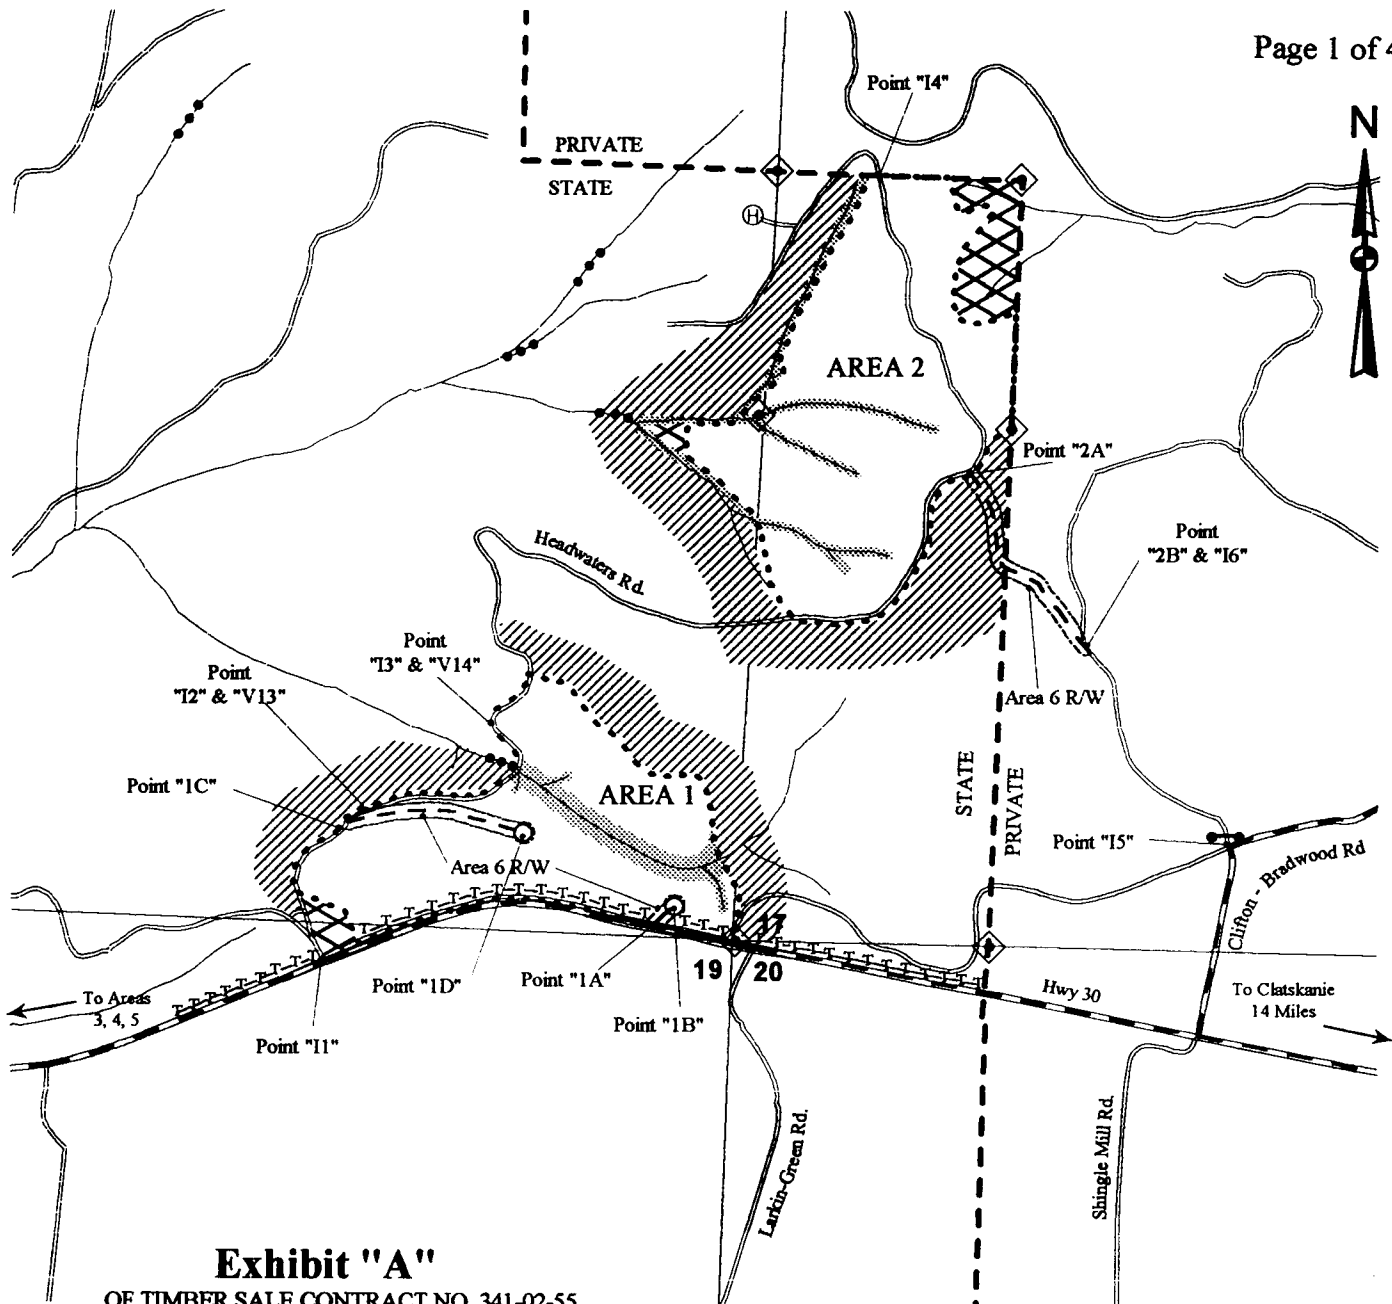 Page 1 of 4
Point "I4"
N
PRIVATE
STATE
H
AREA 2
Point "2A"
Point
"2B" & "I6"
Headwaters Rd.
Point
"I3" & "V14"
Point
"I2" & "V13"
Area 6 R/W
STATE
PRIVATE
Point "1C"
AREA 1
Point "I5"
Clifton - Bradwood Rd
Area 6 R/W
17
19
20
To Areas
3, 4, 5
Point "1D"
Point "1A"
Hwy 30
To Clatskanie
14 Miles
Point "1B"
Point "I1"
Larkin-Green Rd.
Shingle Mill Rd.
Exhibit "A"
OF TIMBER SALE CONTRACT NO. 341-02-55